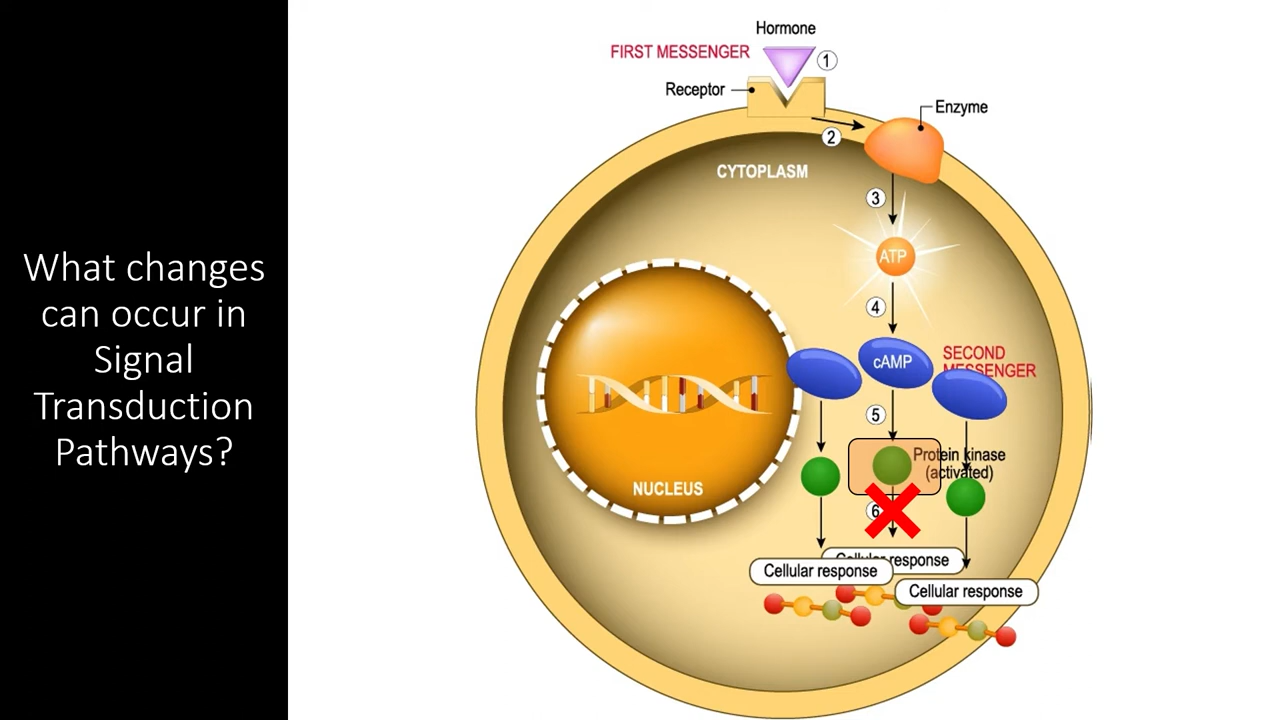 What changes
can occur in
Signal
Transduction
Pathways?
Hormone
FIRST MESSENGER
1
Receptor
Enzyme
2
CYTOPLASM
3
ATP
4
cAMP
SECOND
MESSENGER
5
Protein kinase
(activated)
NUCLEUS
6
Cellular response
Cellular response
Cellular response